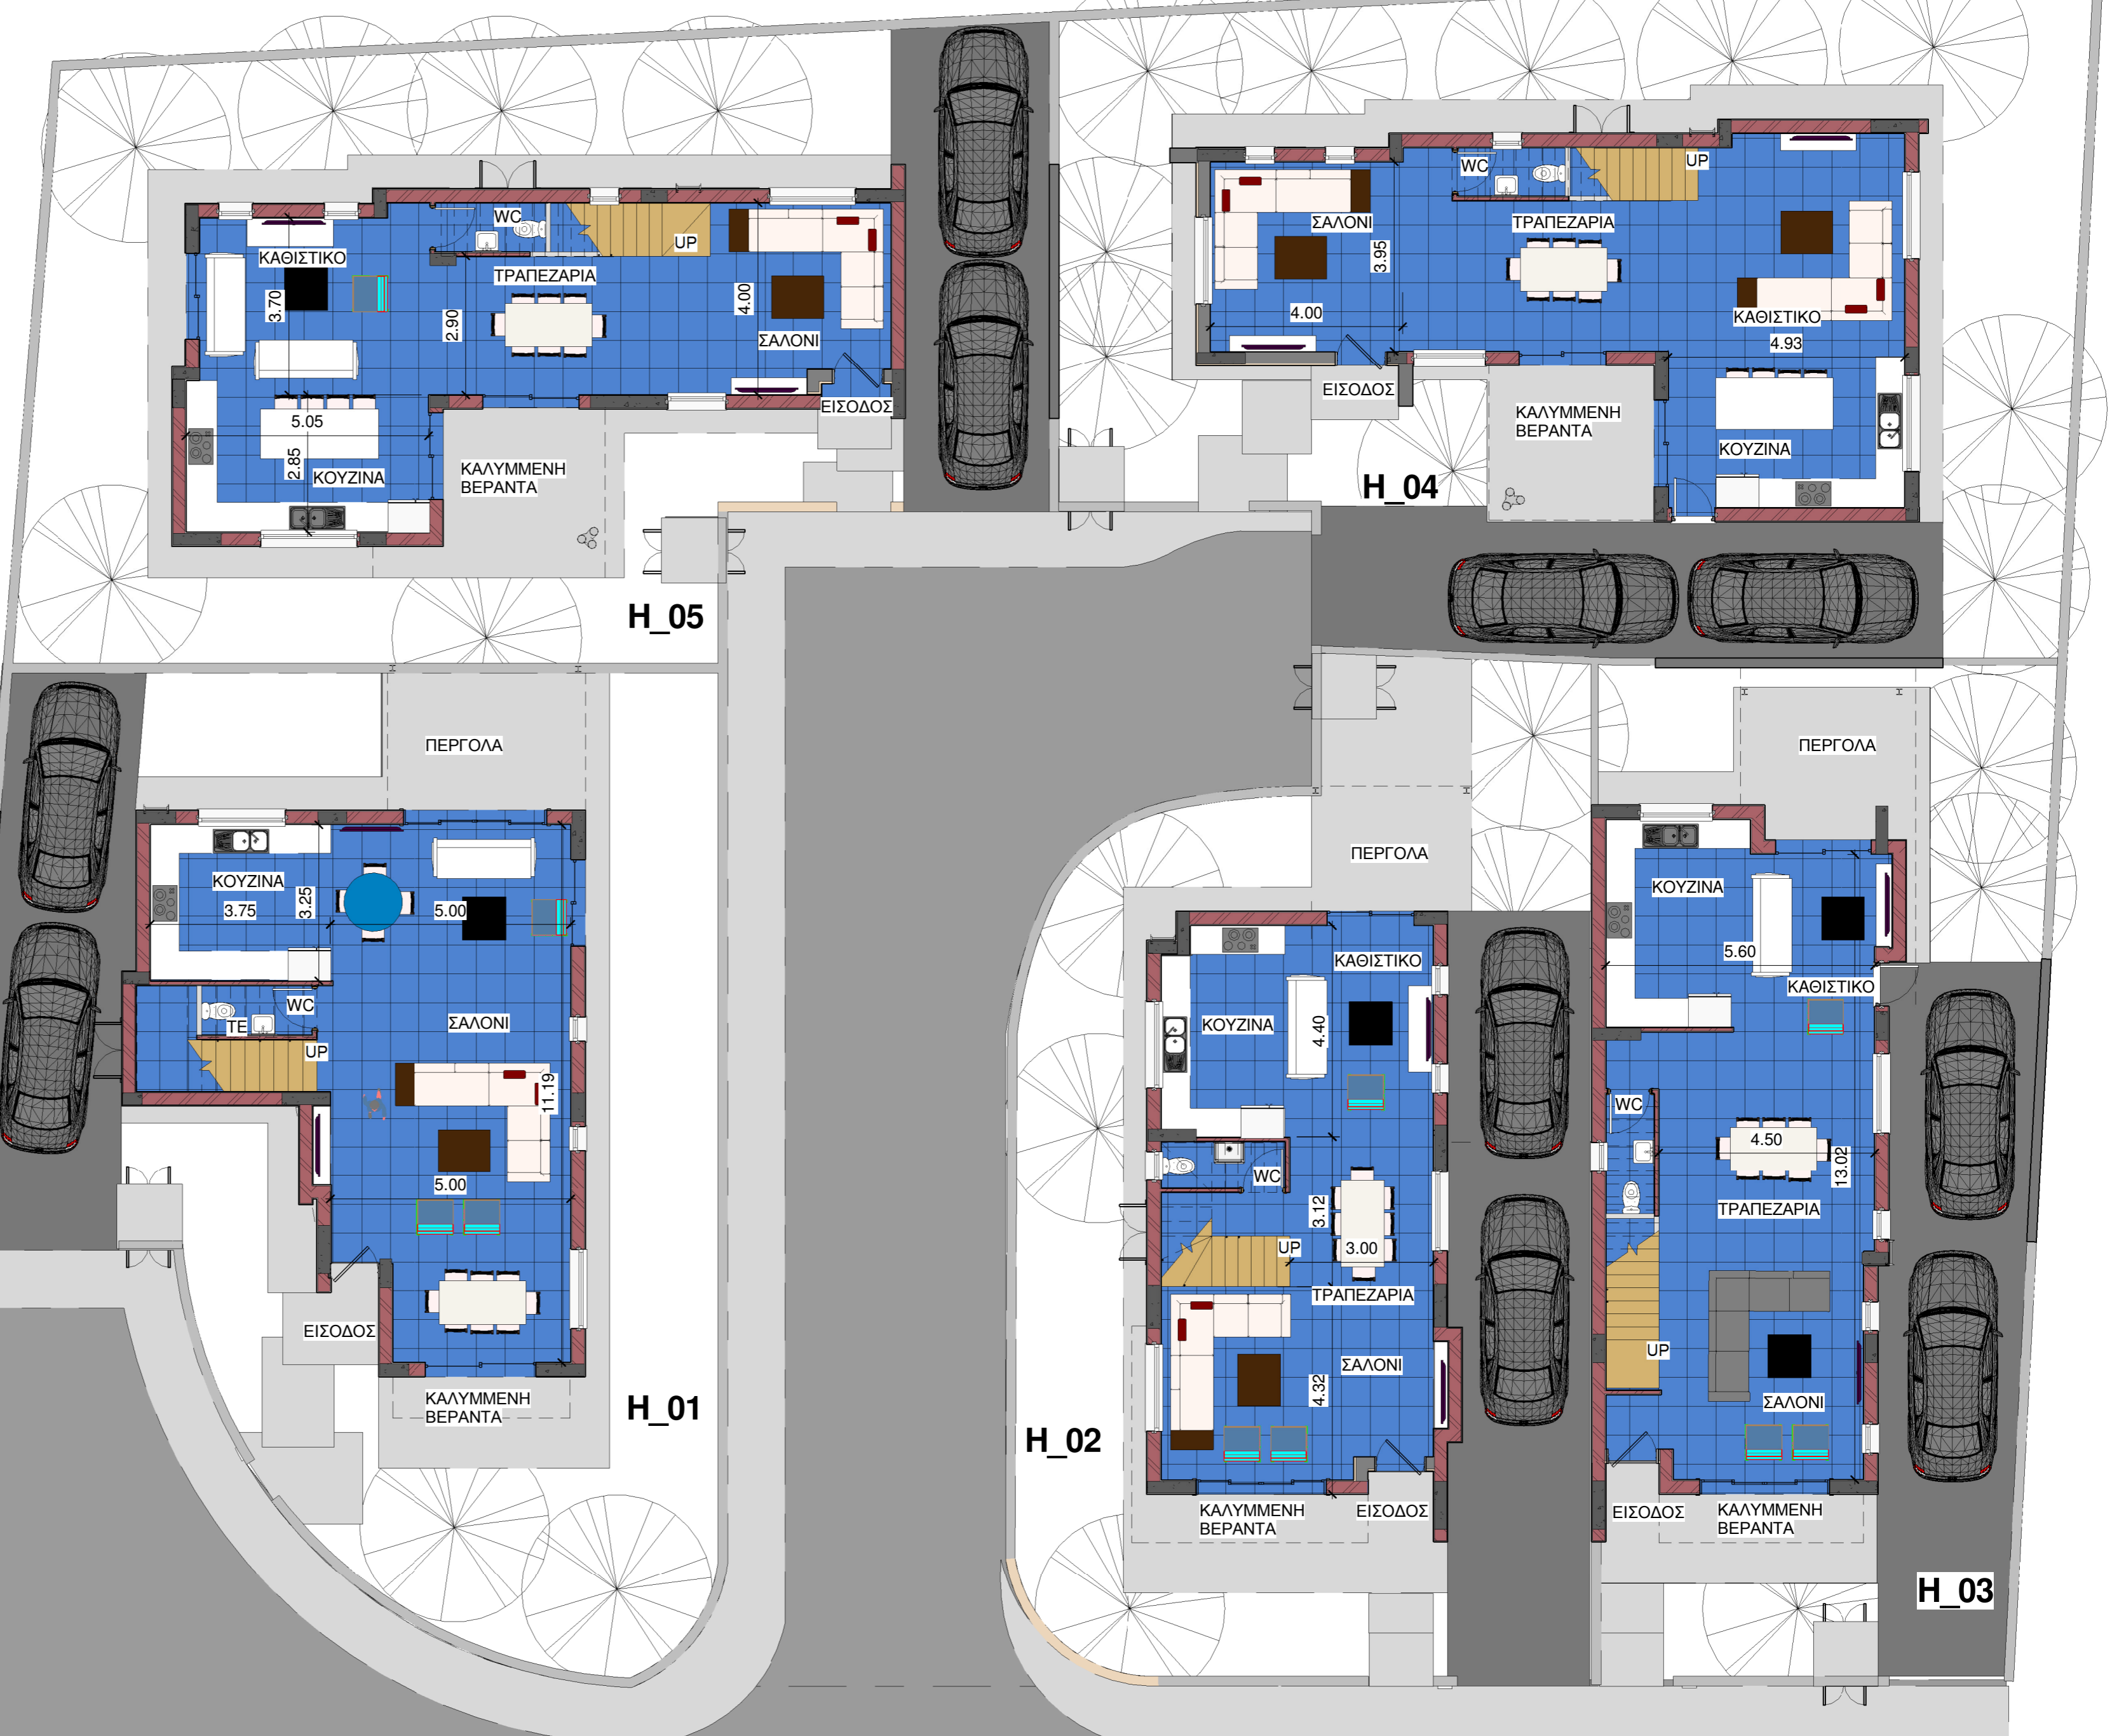 WC
UP
ΚΑΘΙΣΤΙΚΟ
ΤΡΑΠΕΖΑΡΙΑ
3.70
2.90
4.00
ΣΑΛΟΝΙ
ΕΙΣΟΔΟΣ
5.05
2.85
ΚΟΥΖΙΝΑ
ΚΑΛΥΜΜΕΝΗ
ΒΕΡΑΝΤΑ
H_05
WC
UP
ΣΑΛΟΝΙ
ΤΡΑΠΕΖΑΡΙΑ
3.95
4.00
ΚΑΘΙΣΤΙΚΟ
4.93
ΕΙΣΟΔΟΣ
ΚΑΛΥΜΜΕΝΗ
ΒΕΡΑΝΤΑ
ΚΟΥΖΙΝΑ
H_04
ΠΕΡΓΟΛΑ
ΚΟΥΖΙΝΑ
3.75
3.25
5.00
WC
ΤΕ
ΣΑΛΟΝΙ
UP
11.19
5.00
ΕΙΣΟΔΟΣ
ΚΑΛΥΜΜΕΝΗ
ΒΕΡΑΝΤΑ
H_01
ΠΕΡΓΟΛΑ
ΚΑΘΙΣΤΙΚΟ
ΚΟΥΖΙΝΑ
4.40
WC
3.12
UP
3.00
ΤΡΑΠΕΖΑΡΙΑ
ΣΑΛΟΝΙ
4.32
H_02
ΚΑΛΥΜΜΕΝΗ
ΒΕΡΑΝΤΑ
ΕΙΣΟΔΟΣ
ΠΕΡΓΟΛΑ
ΚΟΥΖΙΝΑ
5.60
ΚΑΘΙΣΤΙΚΟ
WC
4.50
13.02
ΤΡΑΠΕΖΑΡΙΑ
UP
ΣΑΛΟΝΙ
ΕΙΣΟΔΟΣ
ΚΑΛΥΜΜΕΝΗ
ΒΕΡΑΝΤΑ
H_03